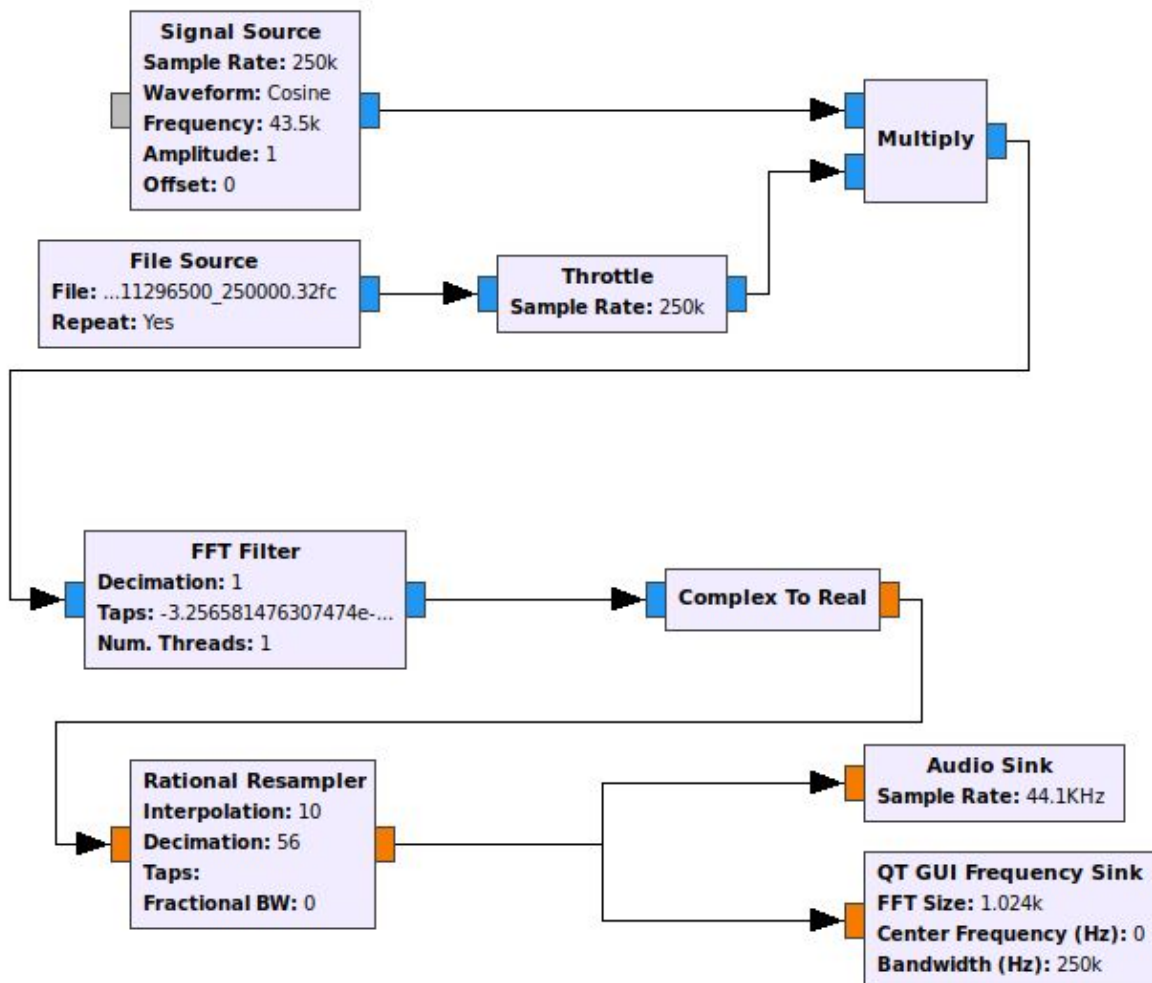 Signal Source
Sample Rate: 250k
Waveform: Cosine
Frequency: 43.5k
Amplitude: 1
Offset: 0
Multiply
File Source
File: ...11296500_250000.32fc
Repeat: Yes
Throttle
Sample Rate: 250k
FFT Filter
Decimation: 1
Taps: -3.256581476307474e-...
Num. Threads: 1
Complex To Real
Rational Resampler
Interpolation: 10
Decimation: 56
Taps:
Fractional BW: 0
Audio Sink
Sample Rate: 44.1KHz
QT GUI Frequency Sink
FFT Size: 1.024k
Center Frequency (Hz): 0
Bandwidth (Hz): 250k